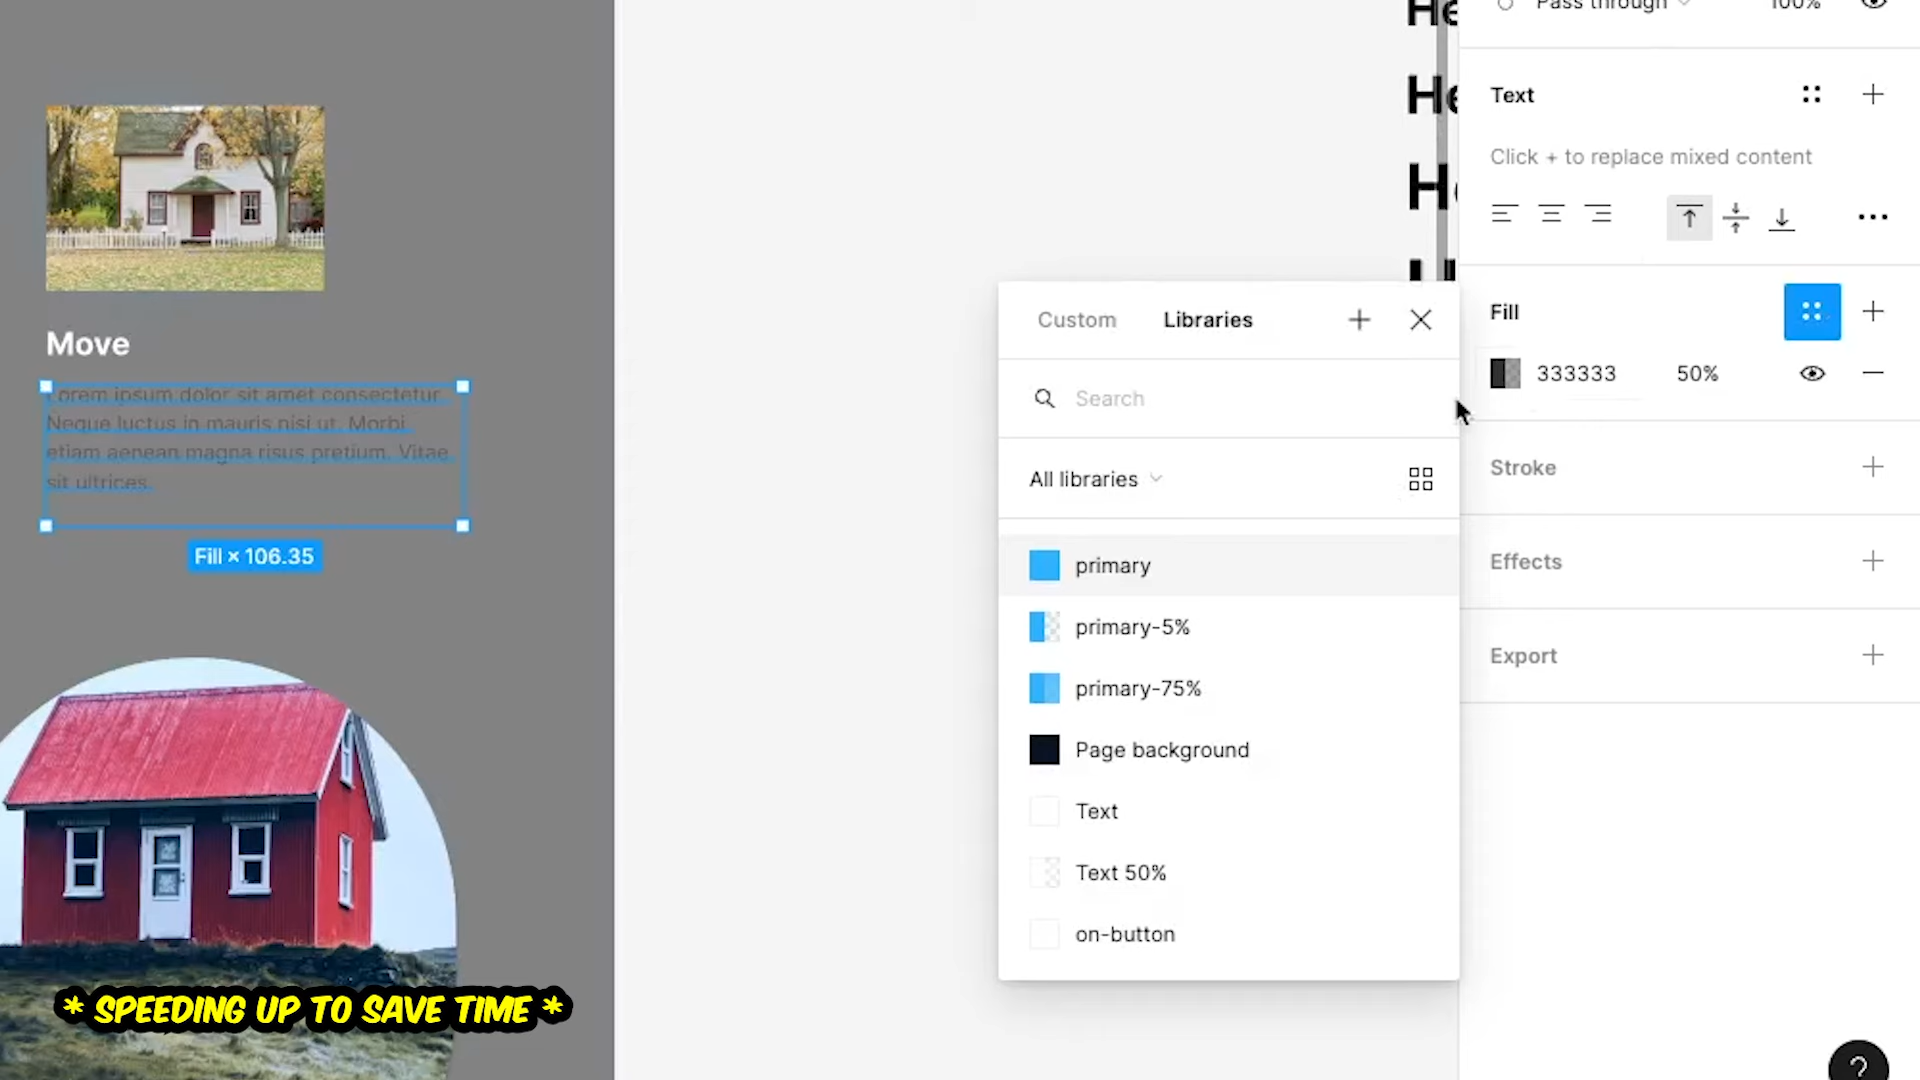 Pass through
100%
He
He
He
Text
Click + to replace mixed content
Fill
333333
50%
Stroke
Effects
Export
Custom
Libraries
Search
All libraries
primary
primary-5%
primary-75%
Page background
Text
Text 50%
on-button
Move
Lorem ipsum dolor sit amet consectetur.
Neque luctus in mauris nisi ut. Morbi
etiam aenean magna risus pretium. Vitae
sit ultrices.
Fill × 106.35
* SPEEDING UP TO SAVE TIME *
?